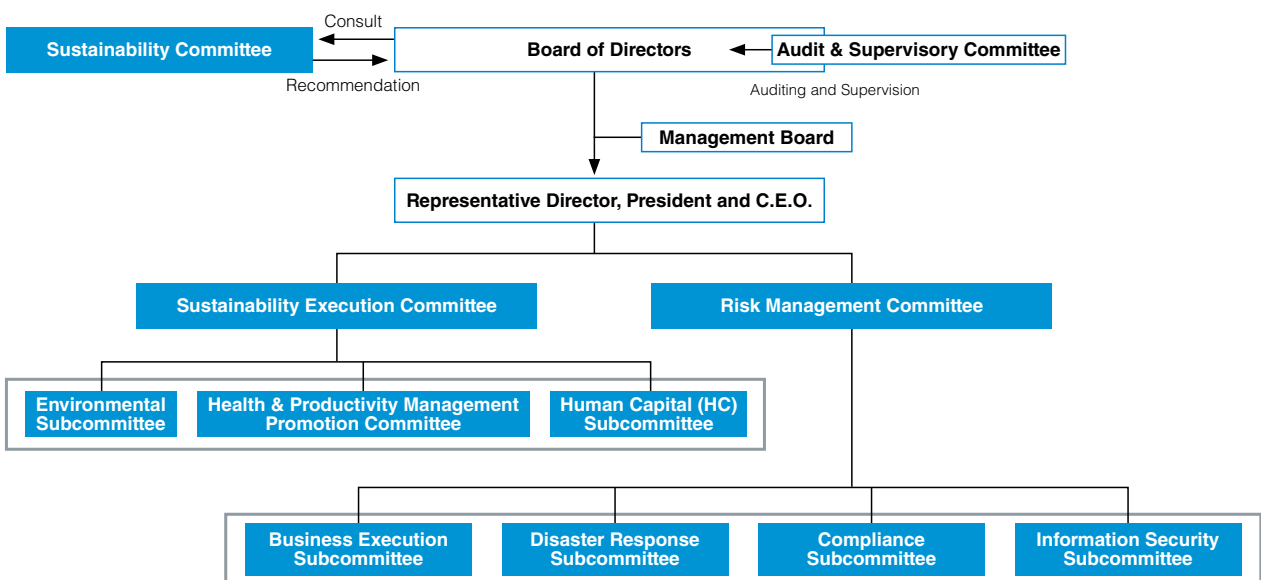 Consult
Sustainability Committee
Board of Directors
Audit & Supervisory Committee
Recommendation
Auditing and Supervision
Management Board
Representative Director, President and C.E.O.
Sustainability Execution Committee
Risk Management Committee
Environmental
Subcommittee
Health & Productivity Management
Promotion Committee
Human Capital (HC)
Subcommittee
Business Execution
Subcommittee
Disaster Response
Subcommittee
Compliance
Subcommittee
Information Security
Subcommittee